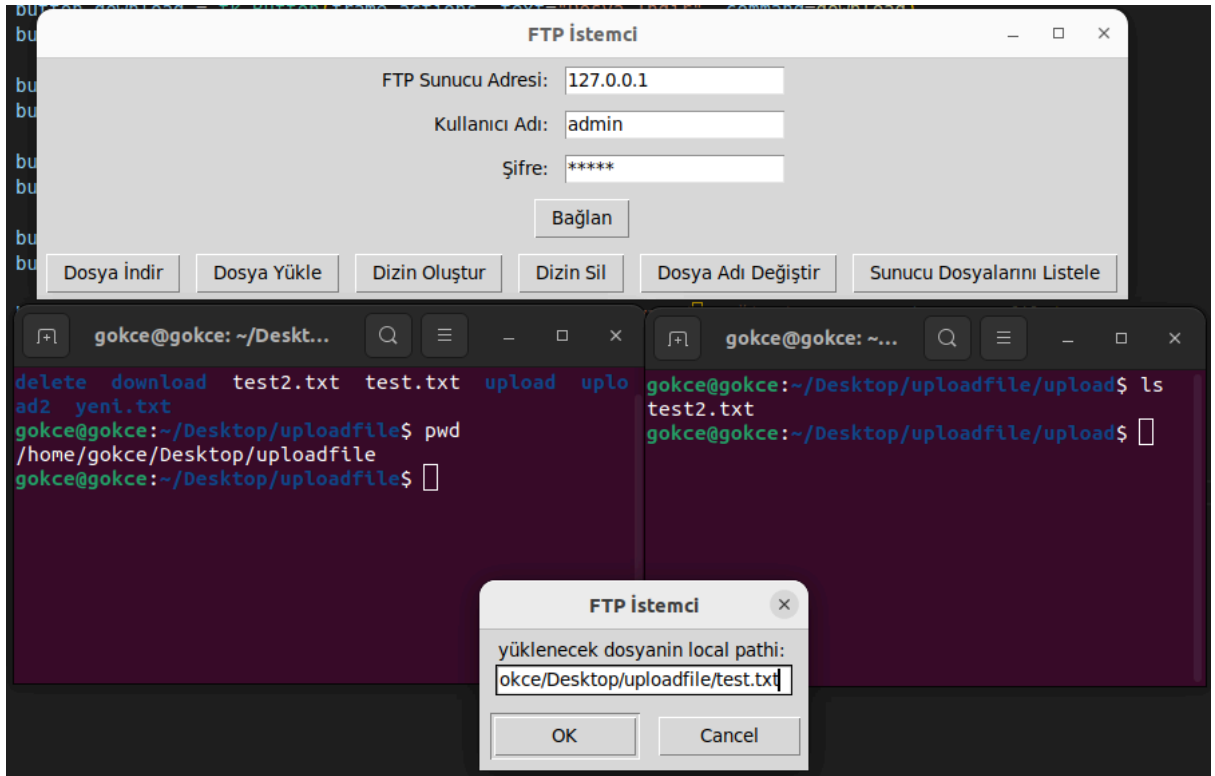 FTP İstemci
FTP Sunucu Adresi: 127.0.0.1
Kullanıcı Adı: admin
Şifre: *****
Bağlan
Dosya İndir Dosya Yükle Dizin Oluştur Dizin Sil Dosya Adı Değiştir Sunucu Dosyalarını Listele
gokce@gokce: ~/Deskt...
delete download test2.txt test.txt upload uplo
ad2 yeni.txt
gokce@gokce:~/Desktop/uploadfile$ pwd
/home/gokce/Desktop/uploadfile
gokce@gokce:~/Desktop/uploadfile$
gokce@gokce: ~...
gokce@gokce:~/Desktop/uploadfile/upload$ ls
test2.txt
gokce@gokce:~/Desktop/uploadfile/upload$
FTP İstemci
yüklenecek dosyanin local pathi:
okce/Desktop/uploadfile/test.txt
OK Cancel